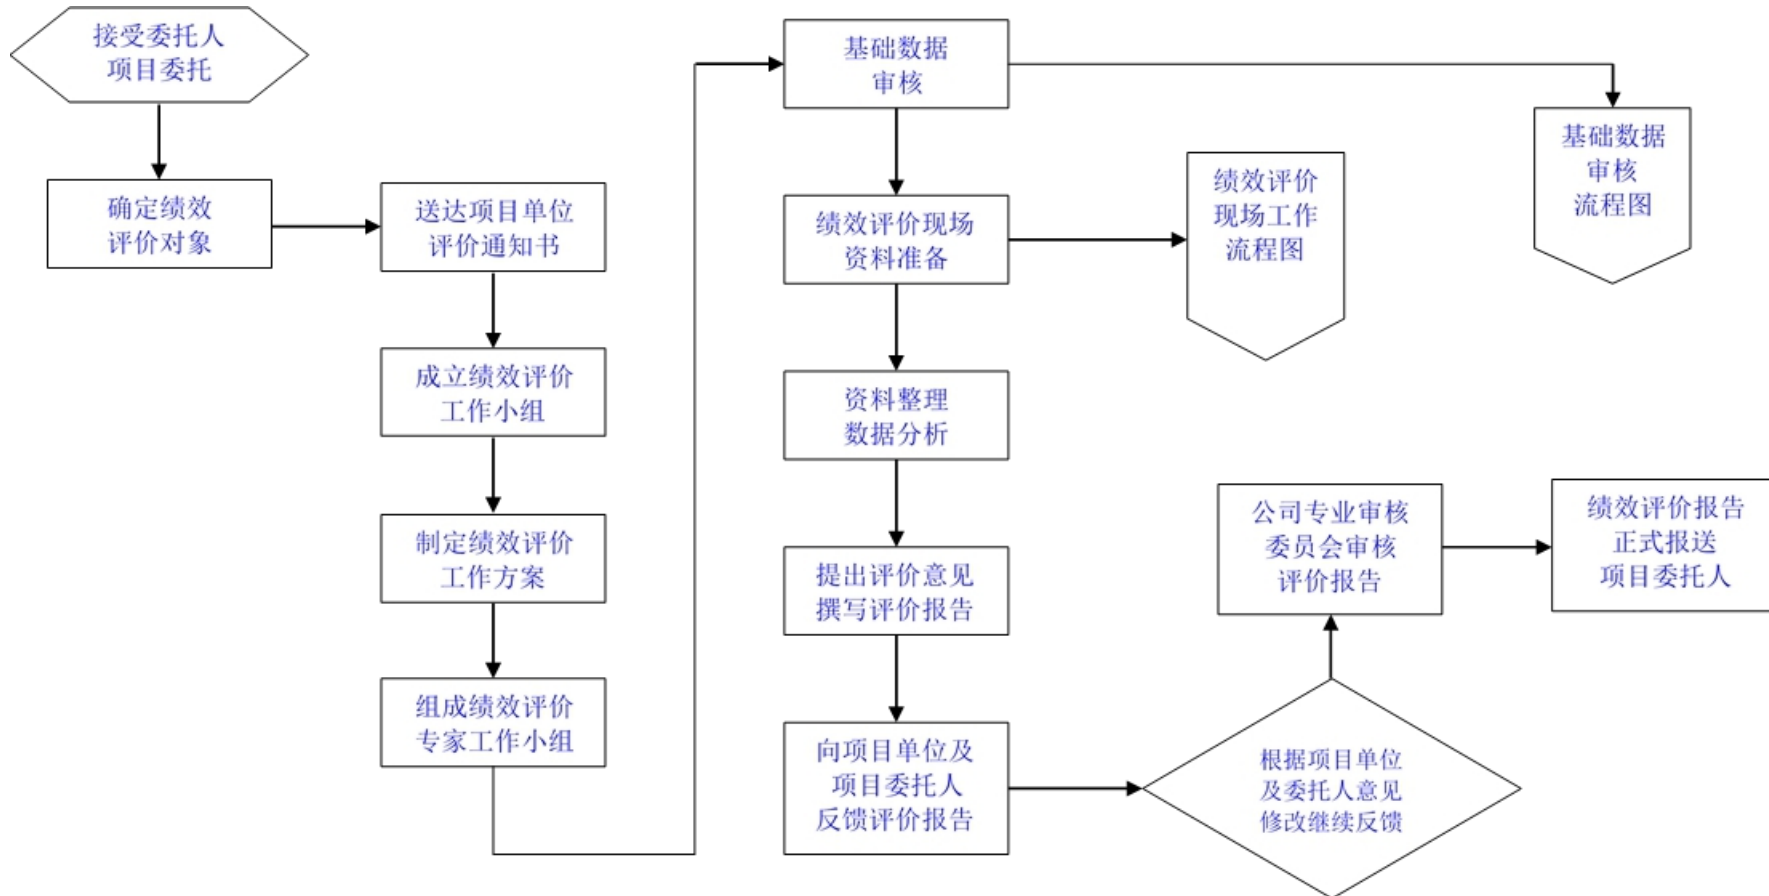 接受委托人
项目委托
确定绩效
评价对象
送达项目单位
评价通知书
成立绩效评价
工作小组
制定绩效评价
工作方案
组成绩效评价
专家工作小组
基础数据
审核
绩效评价现场
资料准备
资料整理
数据分析
提出评价意见
撰写评价报告
向项目单位及
项目委托人
反馈评价报告
绩效评价
现场工作
流程图
基础数据
审核
流程图
根据项目单位
及委托人意见
修改继续反馈
公司专业审核
委员会审核
评价报告
绩效评价报告
正式报送
项目委托人